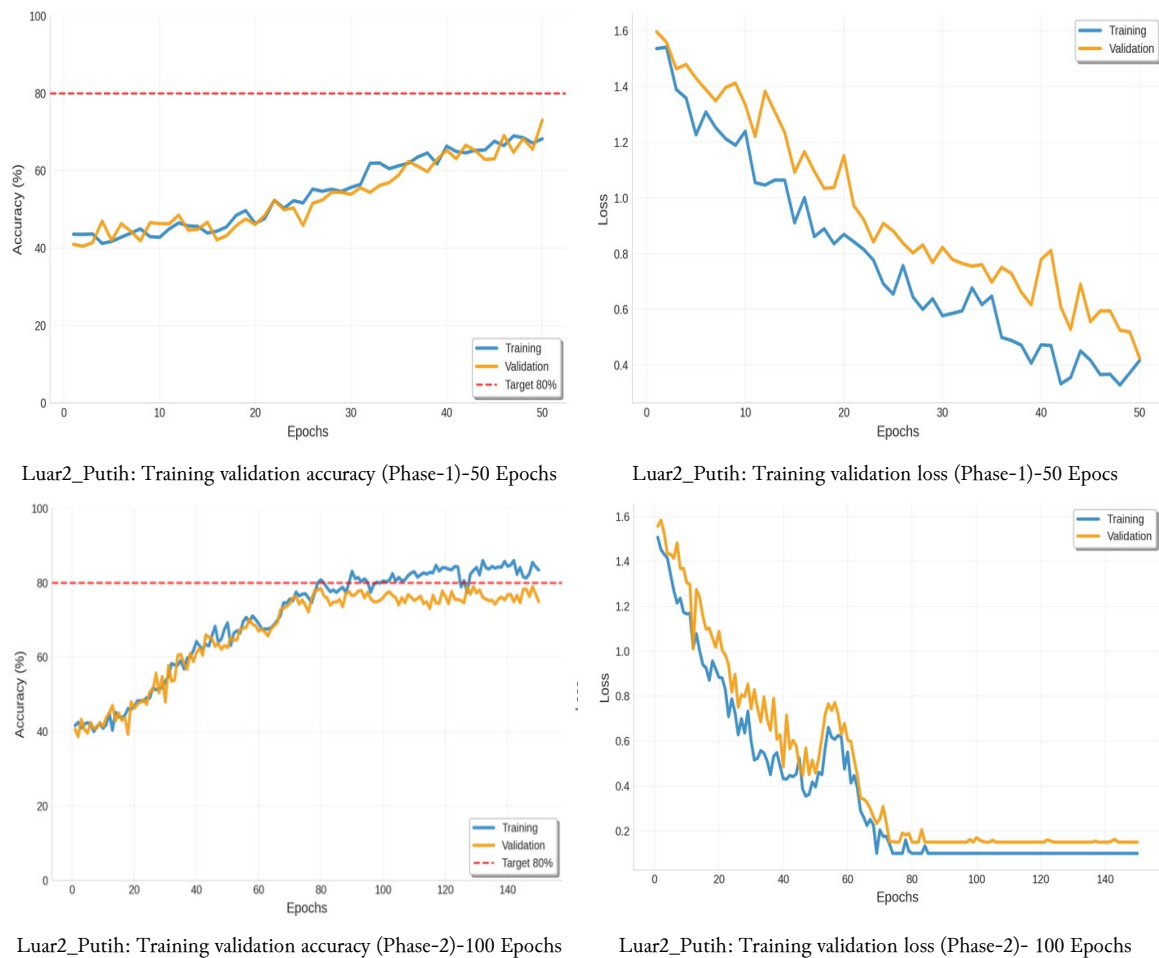 100
80
60
40
20
0
Accuracy (%)
Training
Validation
Target 80%
0 10 20 30 40 50
Epochs
1.6
1.4
1.2
1.0
0.8
0.6
0.4
Loss
Training
Validation
0 10 20 30 40 50
Epochs
Luar2_Putih: Training validation accuracy (Phase-1)-50 Epochs
Luar2_Putih: Training validation loss (Phase-1)-50 Epocs
100
80
60
40
20
0
Accuracy (%)
Training
Validation
Target 80%
0 20 40 60 80 100 120 140
Epochs
1.6
1.4
1.2
1.0
0.8
0.6
0.4
0.2
Loss
Training
Validation
0 20 40 60 80 100 120 140
Epochs
Luar2_Putih: Training validation accuracy (Phase-2)-100 Epochs
Luar2_Putih: Training validation loss (Phase-2)- 100 Epochs